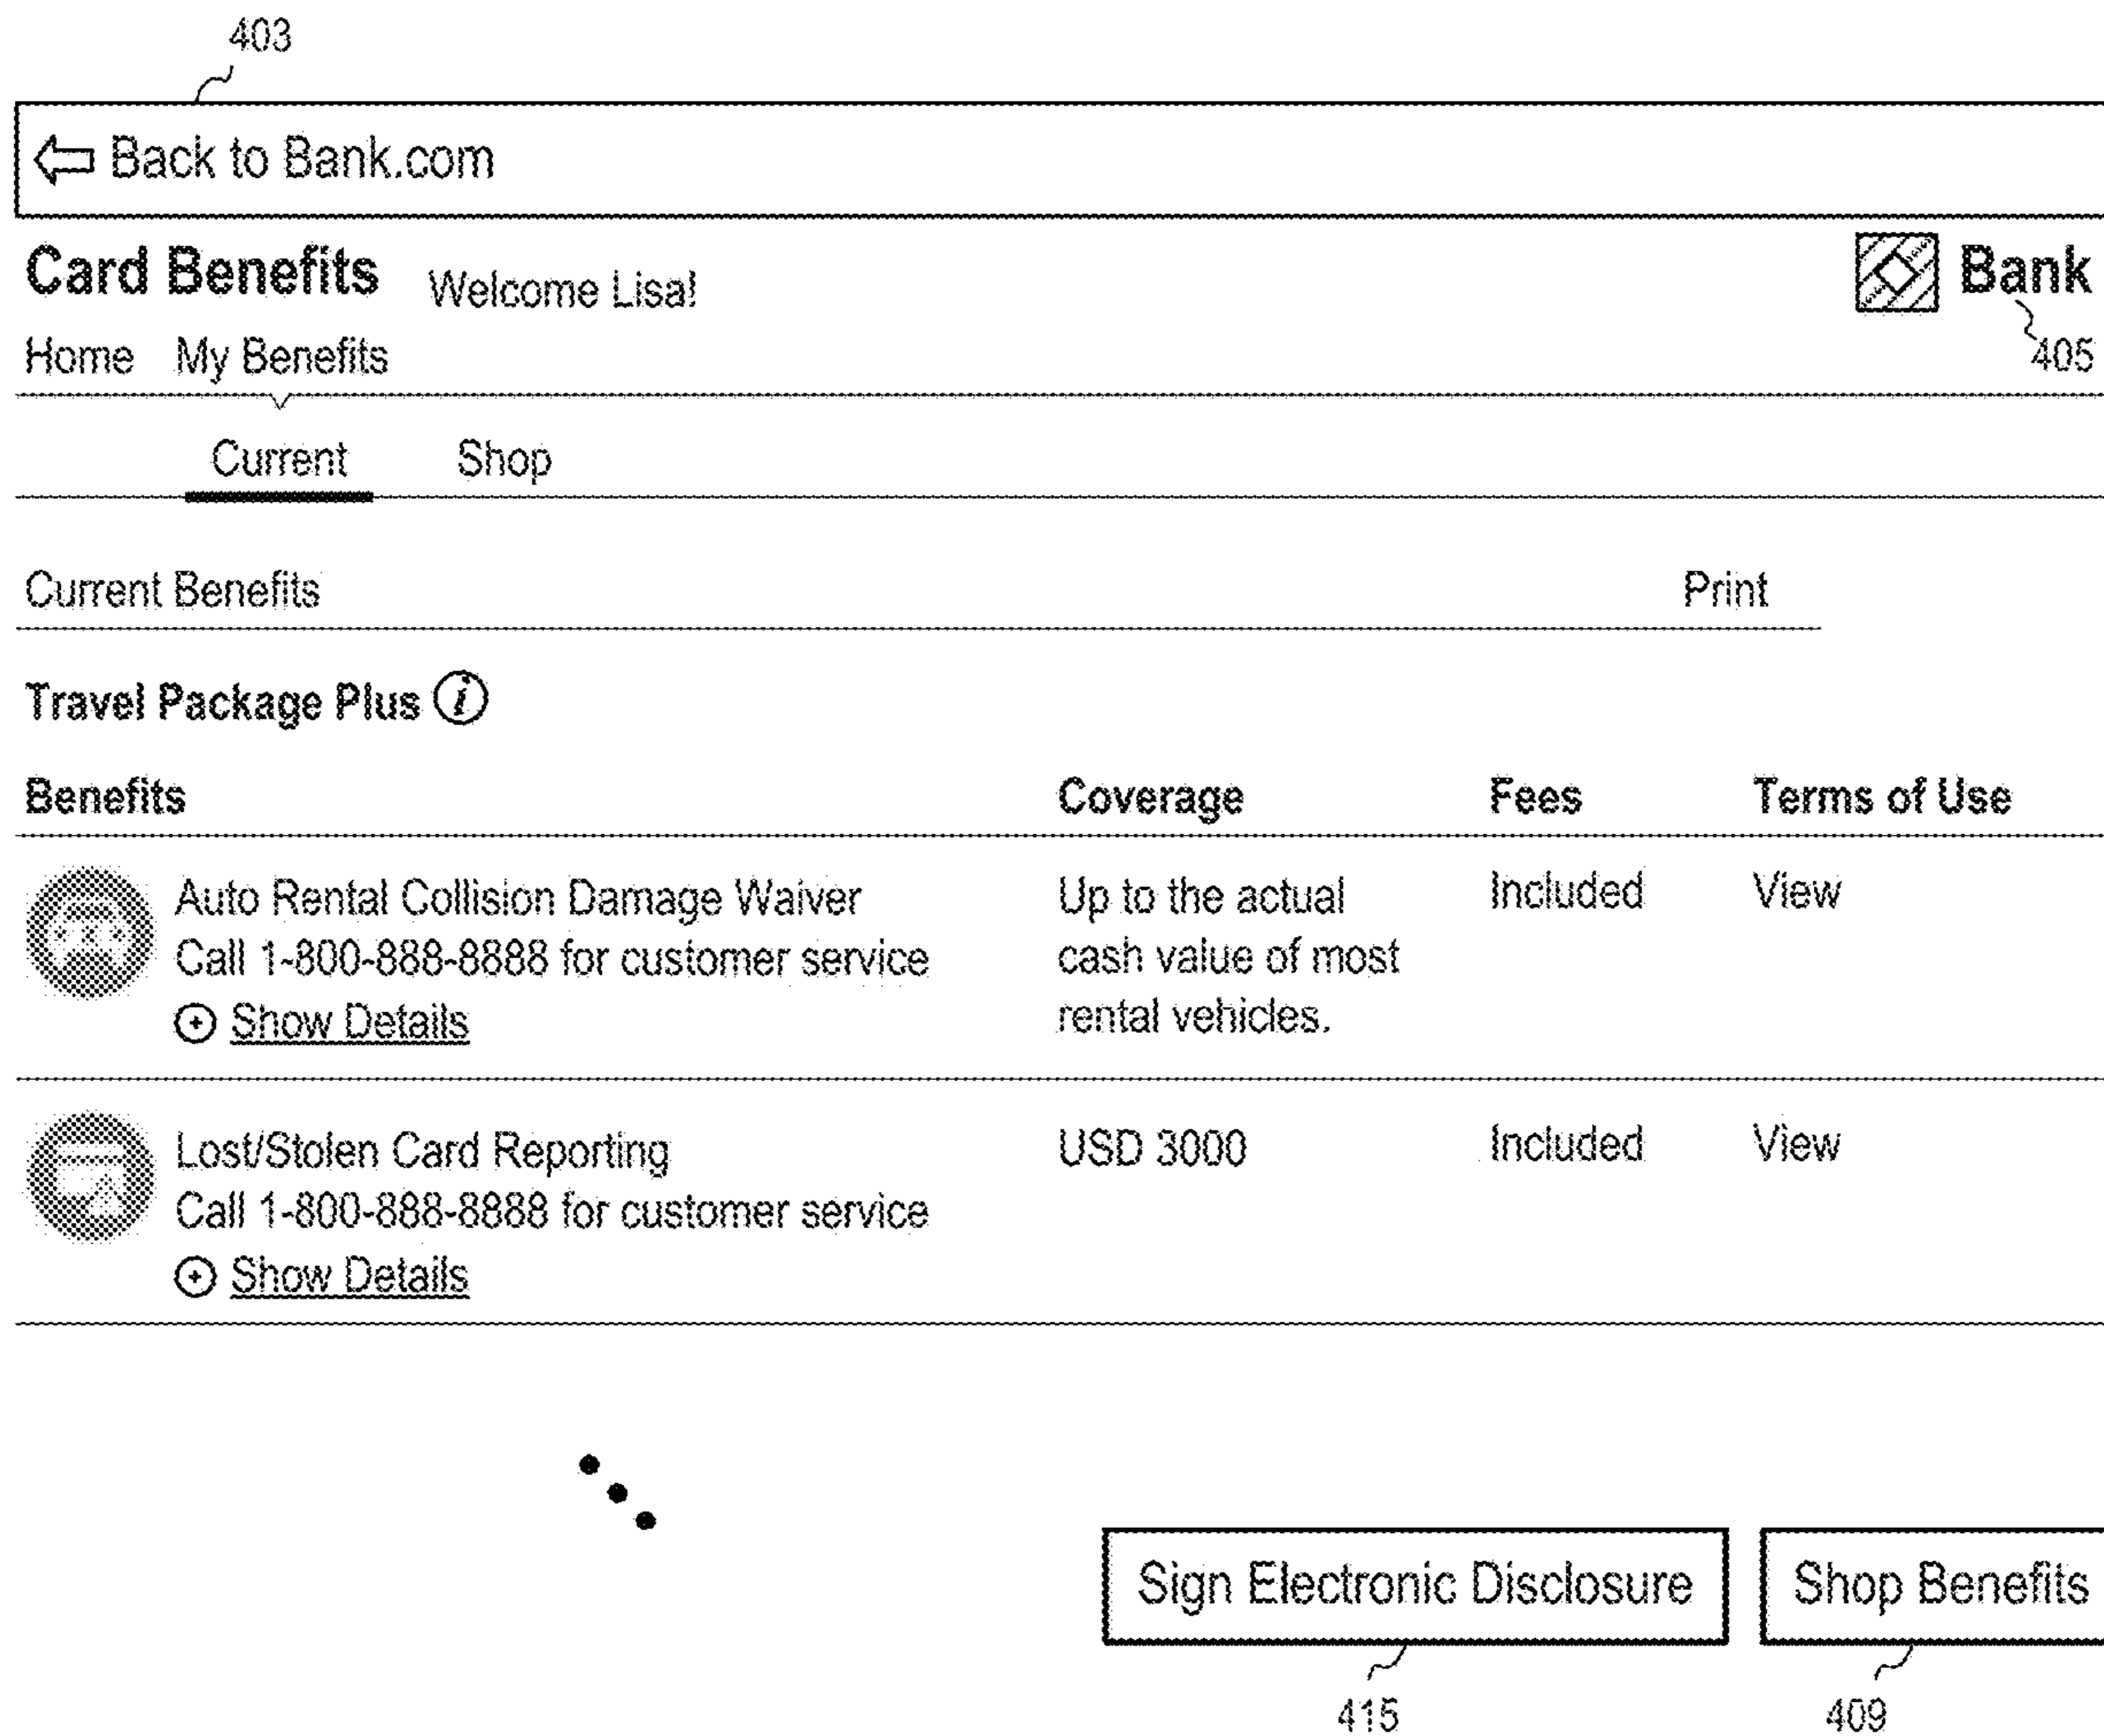 403
Back to Bank.com
Card Benefits Welcome Lisa! Bank
Home My Benefits 405
Current Shop
Current Benefits Print
Travel Package Plus i
Benefits Coverage Fees Terms of Use
Auto Rental Collision Damage Waiver Up to the actual Included View
Call 1-800-888-8888 for customer service cash value of most
Show Details rental vehicles.
Lost/Stolen Card Reporting USD 3000 Included View
Call 1-800-888-8888 for customer service
Show Details
Sign Electronic Disclosure Shop Benefits
415 409